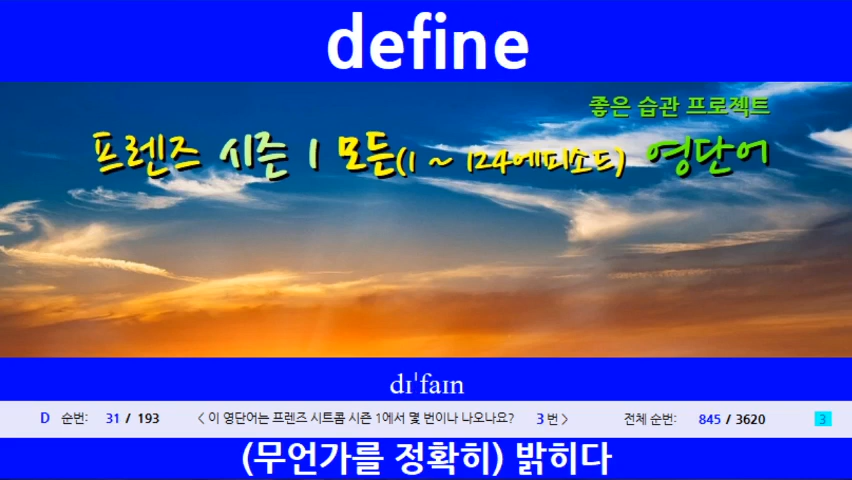 define
좋은 습관 프로젝트
프렌즈 시즌 1 모든(1 ~ 124에피소드) 영단어
dɪˈfaɪn
D 순번: 31 / 193 < 이 영단어는 프렌즈 시트콤 시즌 1에서 몇 번이나 나오나요? 3 번 > 전체 순번: 845 / 3620 3
(무언가를 정확히) 밝히다